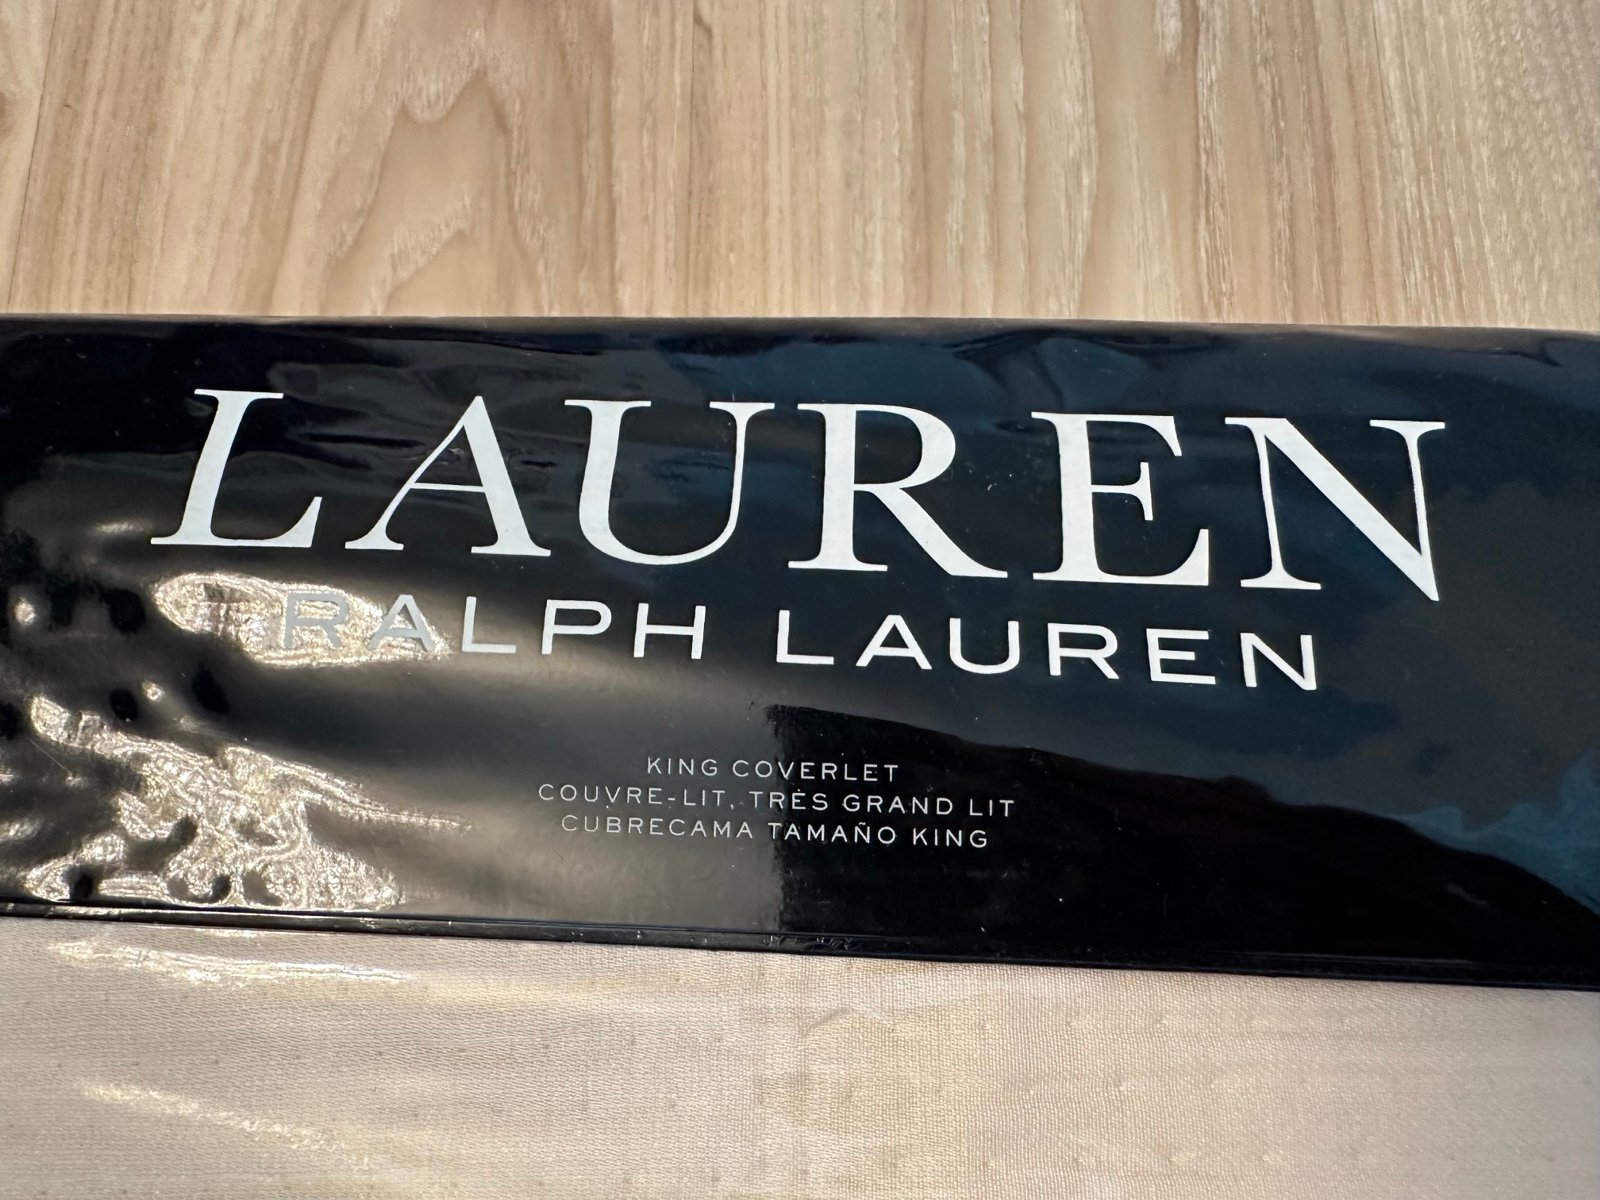 LAUREN
RALPH LAUREN
KING COVERLET
COUVRE-LIT, TRÈS GRAND LIT
CUBRECAMA TAMAÑO KING